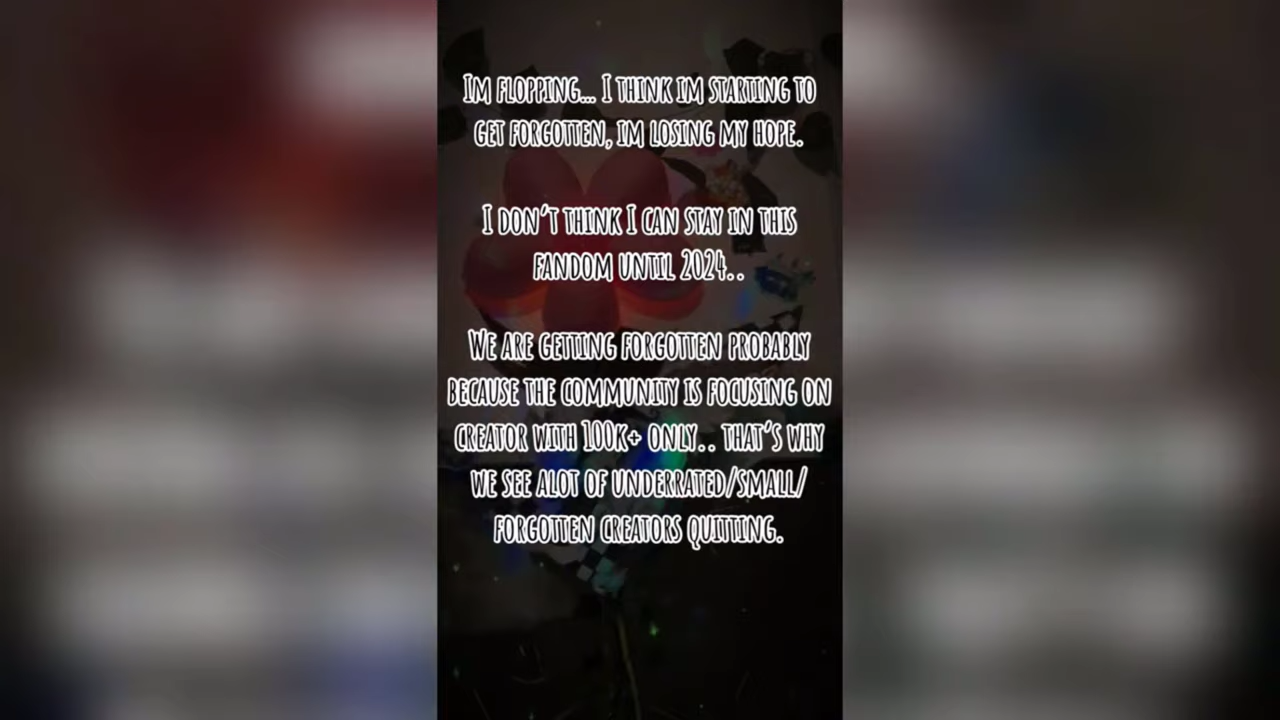 Im flopping... I think im starting to
get forgotten, im losing my hope.
I don't think I can stay in this
fandom until 2024..
We are getting forgotten probably
because the community is focusing on
creator with 100k+ only.. that's why
we see alot of underrated/small/
forgotten creators quitting.